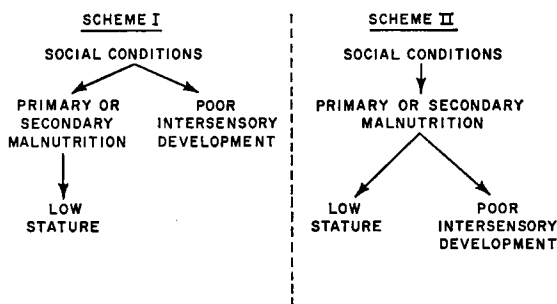 SCHEME I
SOCIAL CONDITIONS
PRIMARY OR
SECONDARY
MALNUTRITION
POOR
INTERSENSORY
DEVELOPMENT
LOW
STATURE
SCHEME II
SOCIAL CONDITIONS
PRIMARY OR SECONDARY
MALNUTRITION
LOW
STATURE
POOR
INTERSENSORY
DEVELOPMENT